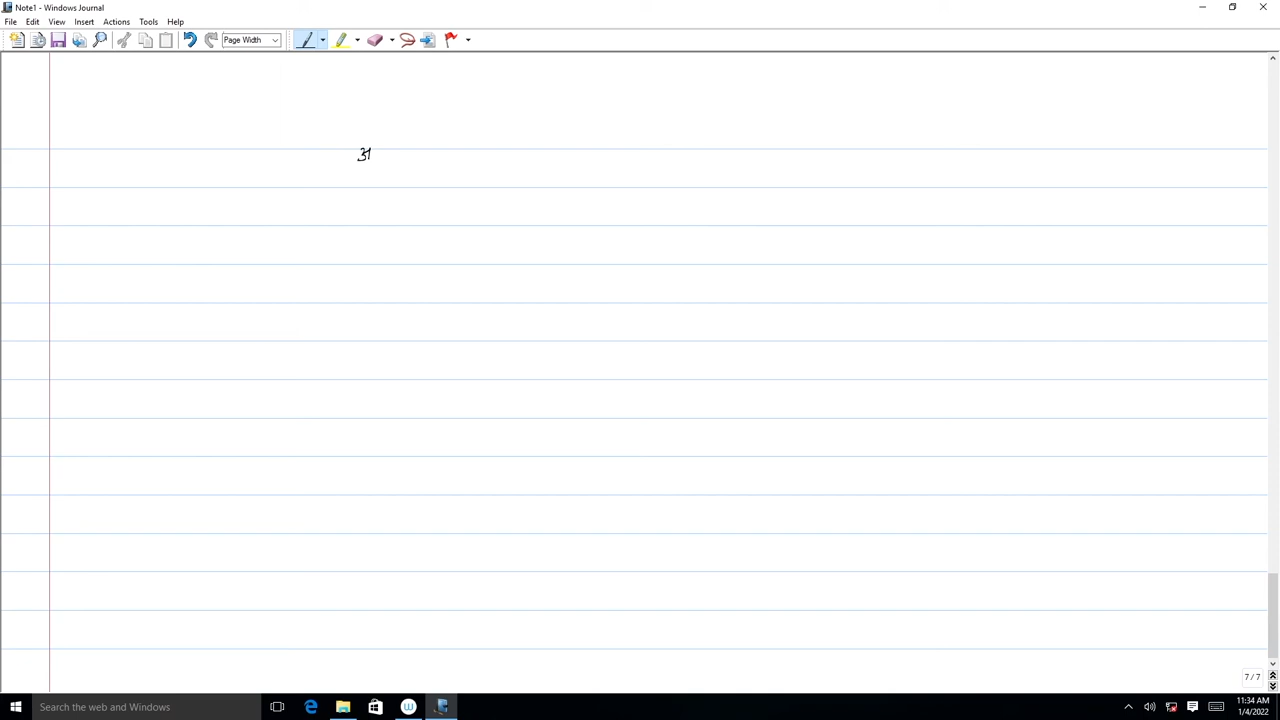 Note1 - Windows Journal
File Edit View Insert Actions Tools Help
Page Width
अ
7 / 7
Search the web and Windows
11:34 AM
1/4/2022